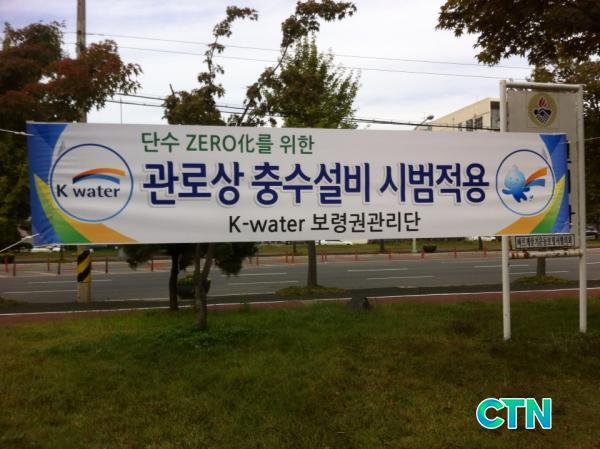 단수 ZERO化를 위한
관로상 충수설비 시범적용
K-water 보령권관리단
K water
CTN